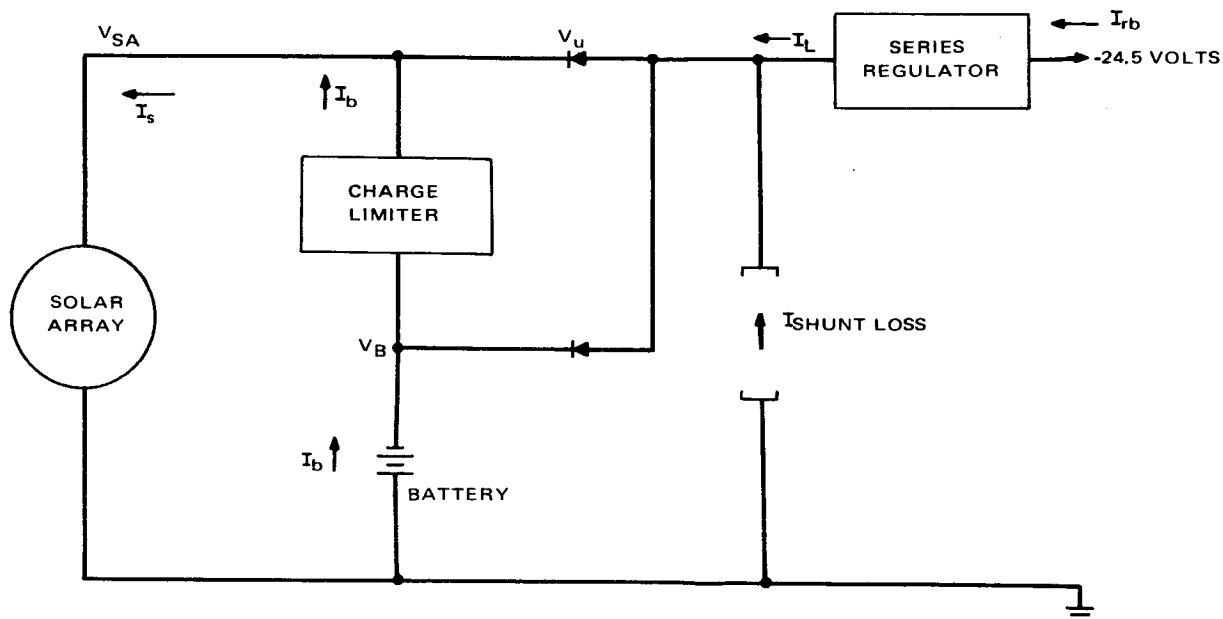 V_SA
V_u
I_L
SERIES
REGULATOR
I_rb
-24.5 VOLTS
I_s
I_b
CHARGE
LIMITER
SOLAR
ARRAY
V_B
I_SHUNT LOSS
I_b
BATTERY